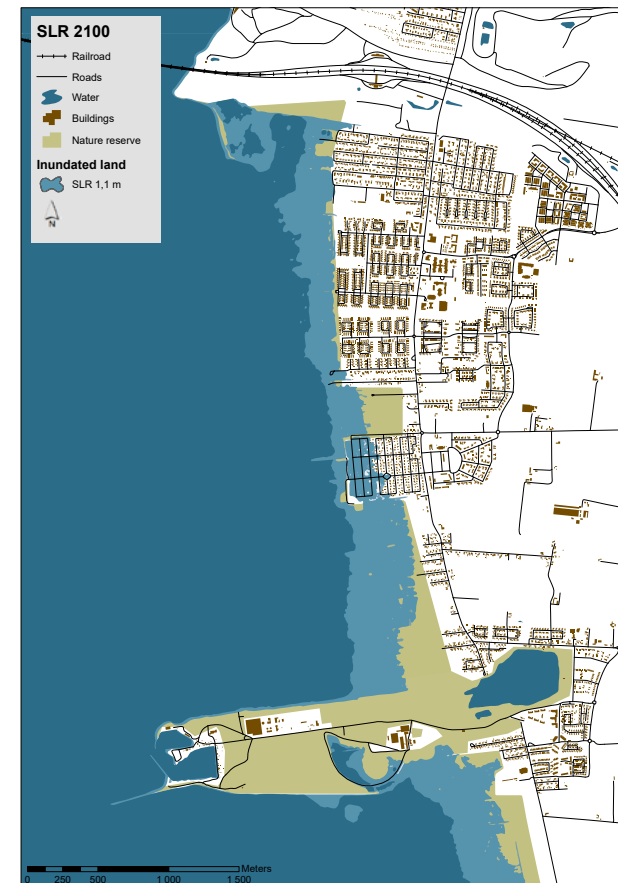 SLR 2100
Railroad
Roads
Water
Buildings
Nature reserve
Inundated land
SLR 1,1 m
N
Meters
0 250 500 1 000 1 500